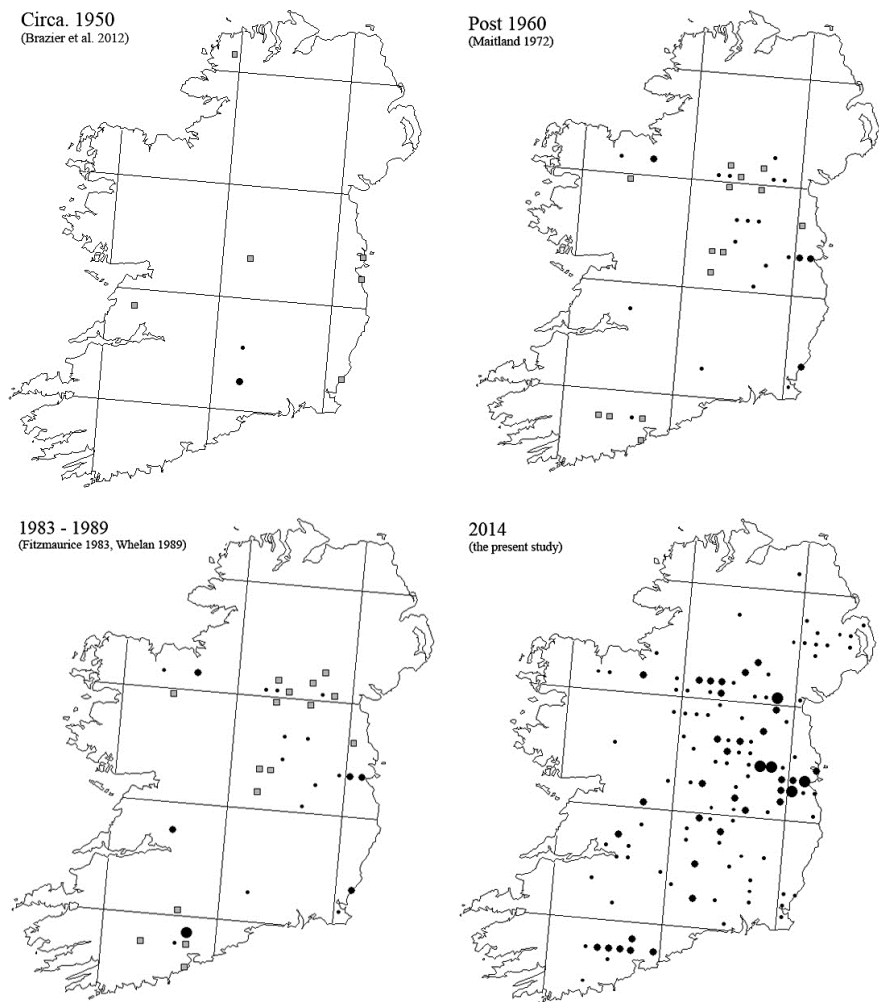 Circa. 1950
(Brazier et al. 2012)
Post 1960
(Maitland 1972)
1983 - 1989
(Fitzmaurice 1983, Whelan 1989)
2014
(the present study)